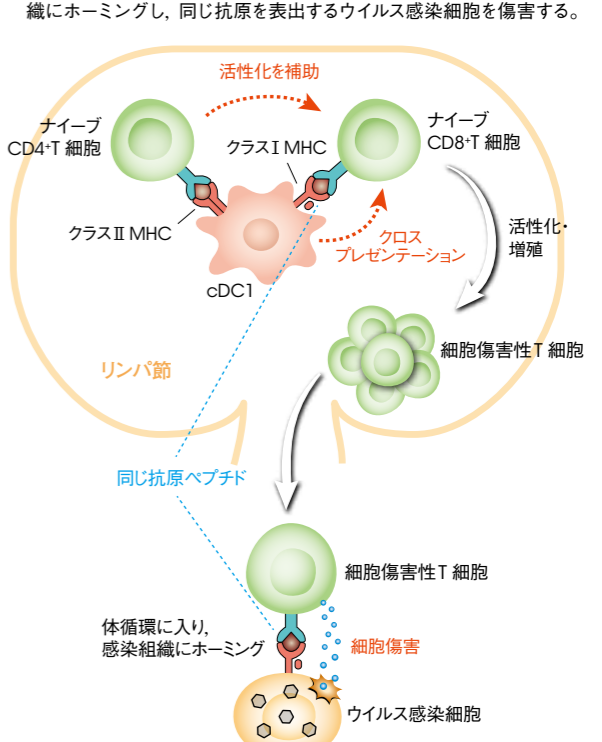 織にホーミングし，同じ抗原を表出するウイルス感染細胞を傷害する。
活性化を補助
ナイーブ
CD4⁺T 細胞
クラスⅠ MHC
ナイーブ
CD8⁺T 細胞
クラスⅡ MHC
クロス
プレゼンテーション
活性化・
増殖
cDC1
細胞傷害性T 細胞
リンパ節
同じ抗原ペプチド
細胞傷害性T 細胞
体循環に入り，
感染組織にホーミング
細胞傷害
ウイルス感染細胞